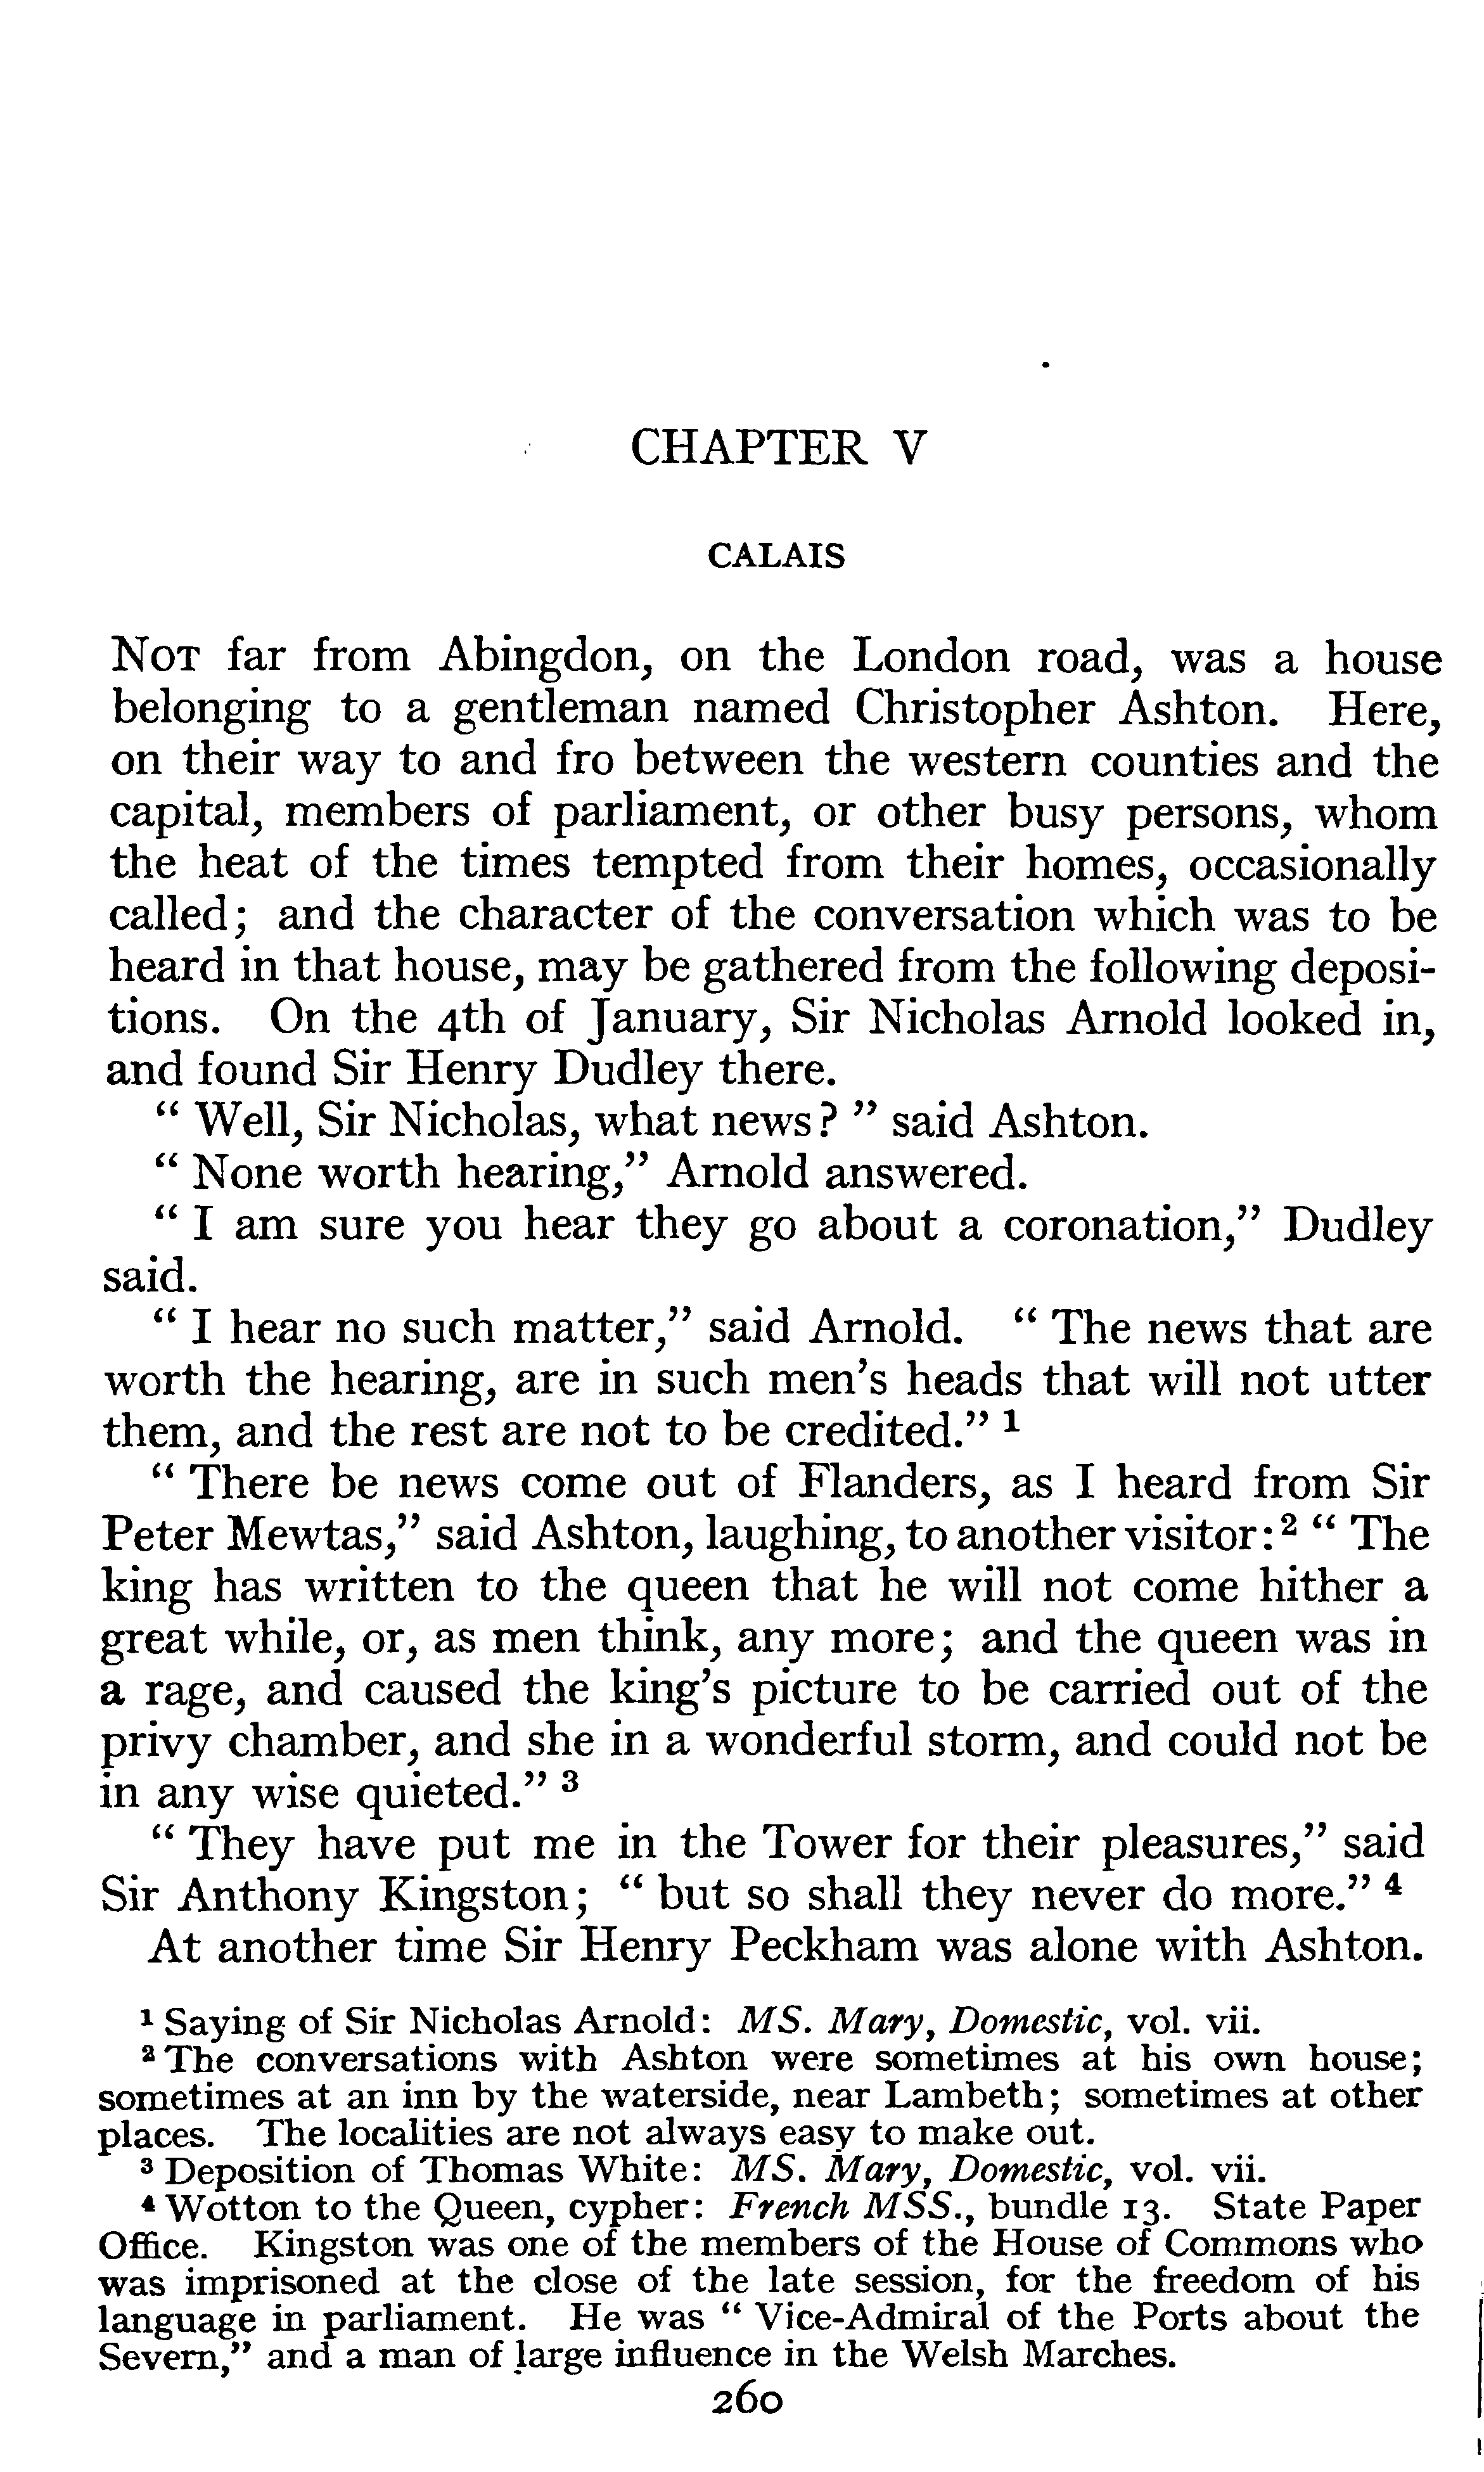 CHAPTER V
CALAIS
NOT far from Abingdon, on the London road, was a house
belonging to a gentleman named Christopher Ashton. Here,
on their way to and fro between the western counties and the
capital, members of parliament, or other busy persons, whom
the heat of the times tempted from their homes, occasionally
called; and the character of the conversation which was to be
heard in that house, may be gathered from the following deposi-
tions. On the 4th of January, Sir Nicholas Arnold looked in,
and found Sir Henry Dudley there.
“ Well, Sir Nicholas, what news? ” said Ashton.
“ None worth hearing,” Arnold answered.
“ I am sure you hear they go about a coronation,” Dudley
said.
“ I hear no such matter,” said Arnold. “ The news that are
worth the hearing, are in such men’s heads that will not utter
them, and the rest are not to be credited.” 1
“ There be news come out of Flanders, as I heard from Sir
Peter Mewtas,” said Ashton, laughing, to another visitor: 2 “ The
king has written to the queen that he will not come hither a
great while, or, as men think, any more; and the queen was in
a rage, and caused the king’s picture to be carried out of the
privy chamber, and she in a wonderful storm, and could not be
in any wise quieted.” 3
“ They have put me in the Tower for their pleasures,” said
Sir Anthony Kingston; “ but so shall they never do more.” 4
At another time Sir Henry Peckham was alone with Ashton.
1 Saying of Sir Nicholas Arnold: MS. Mary, Domestic, vol. vii.
2 The conversations with Ashton were sometimes at his own house;
sometimes at an inn by the waterside, near Lambeth; sometimes at other
places. The localities are not always easy to make out.
3 Deposition of Thomas White: MS. Mary, Domestic, vol. vii.
4 Wotton to the Queen, cypher: French MSS., bundle 13. State Paper
Office. Kingston was one of the members of the House of Commons who
was imprisoned at the close of the late session, for the freedom of his
language in parliament. He was “ Vice-Admiral of the Ports about the
Severn,” and a man of large influence in the Welsh Marches.
260